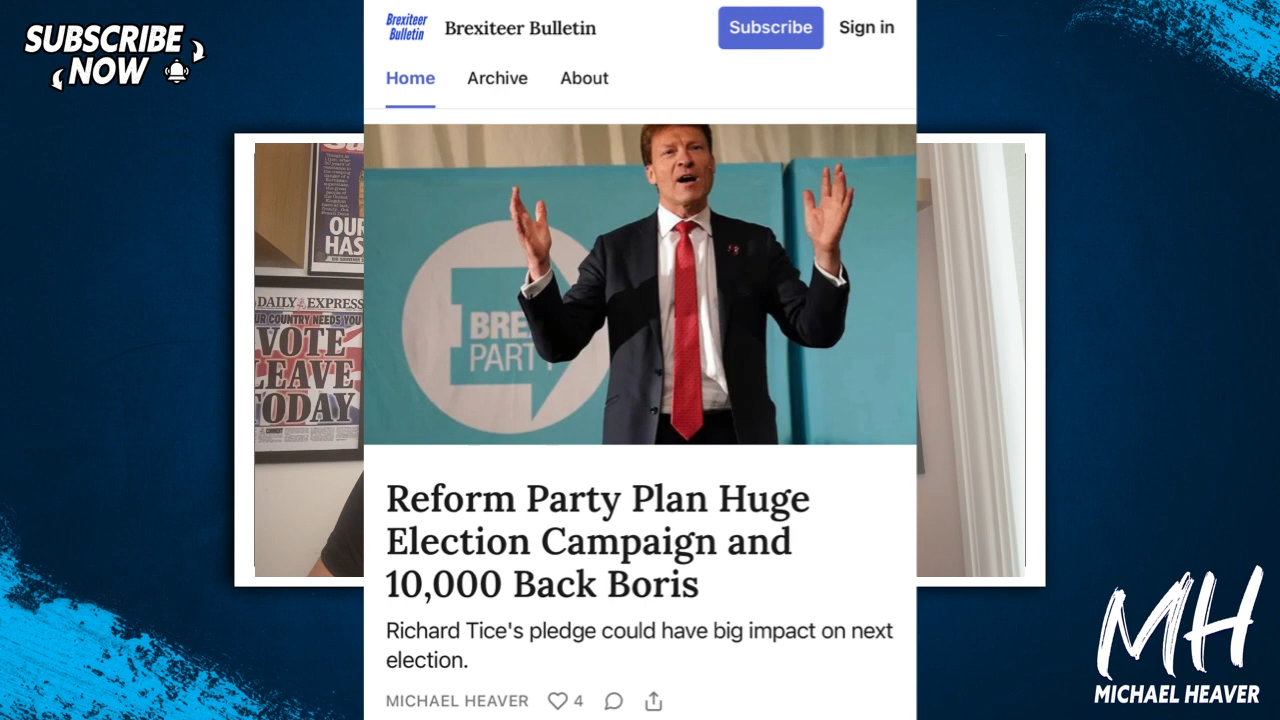 SUBSCRIBE
NOW
Brexiteer
Bulletin
Brexiteer Bulletin
Subscribe
Sign in
Home
Archive
About
OUR
HAS
DAILY EXPRESS
UR COUNTRY NEEDS YOU
VOTE
LEAVE
TODAY
COMMENT
BRE
PARTY
Reform Party Plan Huge
Election Campaign and
10,000 Back Boris
Richard Tice's pledge could have big impact on next
election.
MICHAEL HEAVER
4
MH
MICHAEL HEAVER